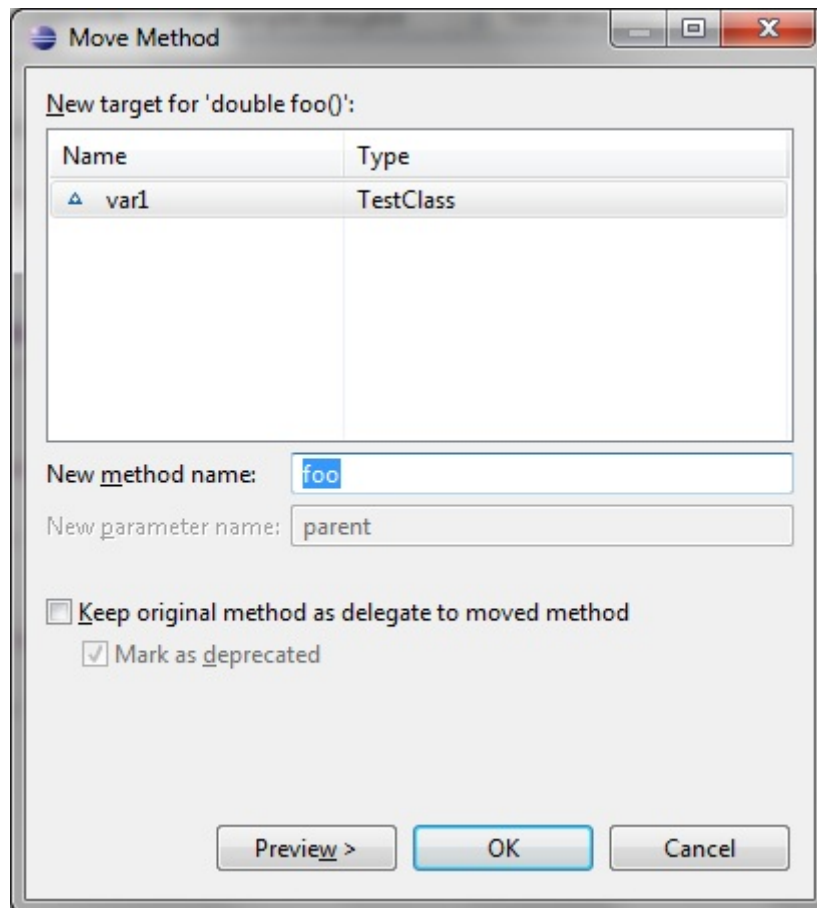 Move Method
New target for 'double foo()':
Name Type
var1 TestClass
New method name: foo
New parameter name: parent
Keep original method as delegate to moved method
Mark as deprecated
Preview > OK Cancel